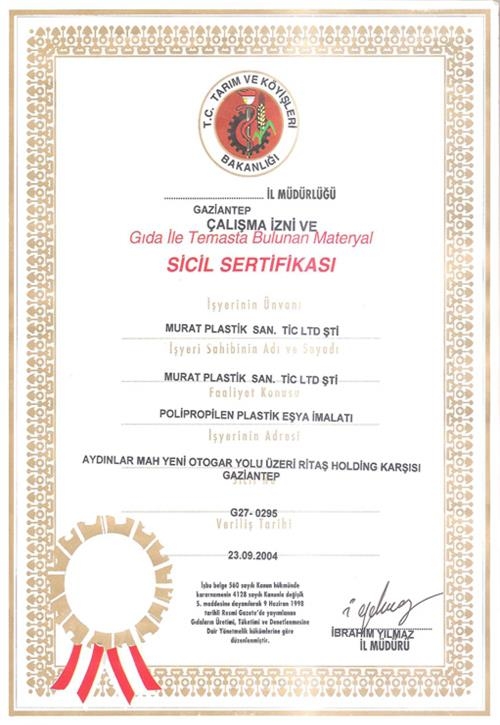 T.C. TARIM VE KÖYİŞLERİ
BAKANLIĞI
........................ İL MÜDÜRLÜĞÜ
GAZİANTEP
ÇALIŞMA İZNİ VE
Gıda İle Temasta Bulunan Materyal
SİCİL SERTİFİKASI
İşyerinin Ünvanı
MURAT PLASTİK SAN. TİC LTD ŞTİ
İşyeri Sahibinin Adı ve Soyadı
MURAT PLASTİK SAN. TİC LTD ŞTİ
Faaliyet Konusu
POLİPROPİLEN PLASTİK EŞYA İMALATI
İşyerinin Adresi
AYDINLAR MAH YENİ OTOGAR YOLU ÜZERİ RİTAŞ HOLDİNG KARŞISI
GAZİANTEP
Sicil No
G27- 0295
Veriliş Tarihi
23.09.2004
İşbu belge 560 sayılı Kanun hükmünde
kararnamenin 4128 sayılı Kanunla değişik
5. maddesine dayanılarak 9 Haziran 1998
tarihli Resmi Gazete'de yayımlanan
Gıdaların Üretimi, Tüketimi ve Denetlenmesine
Dair Yönetmelik hükümlerine göre
düzenlenmiştir.
İBRAHİM YILMAZ
İL MÜDÜRÜ